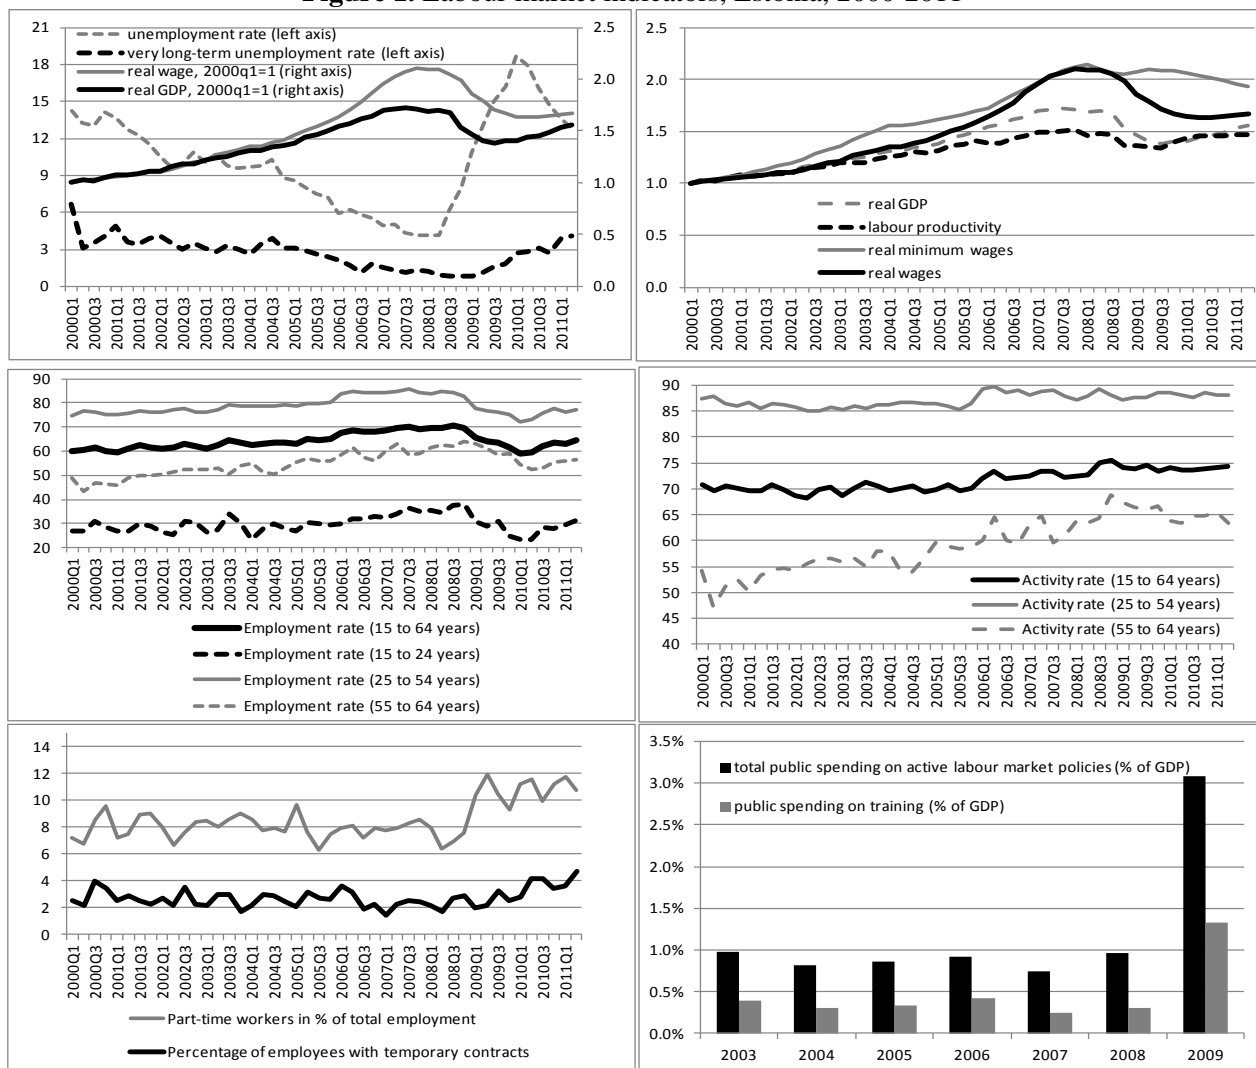 Labour market indicators, Estonia, 2000-2011
21
18
15
12
9
6
3
0
2.5
2.0
1.5
1.0
0.5
0.0
unemployment rate (left axis)
very long-term unemployment rate (left axis)
real wage, 2000q1=1 (right axis)
real GDP, 2000q1=1 (right axis)
2000Q1
2000Q3
2001Q1
2001Q3
2002Q1
2002Q3
2003Q1
2003Q3
2004Q1
2004Q3
2005Q1
2005Q3
2006Q1
2006Q3
2007Q1
2007Q3
2008Q1
2008Q3
2009Q1
2009Q3
2010Q1
2010Q3
2011Q1
2.5
2.0
1.5
1.0
0.5
0.0
real GDP
labour productivity
real minimum wages
real wages
2000Q1
2000Q3
2001Q1
2001Q3
2002Q1
2002Q3
2003Q1
2003Q3
2004Q1
2004Q3
2005Q1
2005Q3
2006Q1
2006Q3
2007Q1
2007Q3
2008Q1
2008Q3
2009Q1
2009Q3
2010Q1
2010Q3
2011Q1
90
80
70
60
50
40
30
20
2000Q1
2000Q3
2001Q1
2001Q3
2002Q1
2002Q3
2003Q1
2003Q3
2004Q1
2004Q3
2005Q1
2005Q3
2006Q1
2006Q3
2007Q1
2007Q3
2008Q1
2008Q3
2009Q1
2009Q3
2010Q1
2010Q3
2011Q1
Employment rate (15 to 64 years)
Employment rate (15 to 24 years)
Employment rate (25 to 54 years)
Employment rate (55 to 64 years)
90
85
80
75
70
65
60
55
50
45
40
Activity rate (15 to 64 years)
Activity rate (25 to 54 years)
Activity rate (55 to 64 years)
2000Q1
2000Q3
2001Q1
2001Q3
2002Q1
2002Q3
2003Q1
2003Q3
2004Q1
2004Q3
2005Q1
2005Q3
2006Q1
2006Q3
2007Q1
2007Q3
2008Q1
2008Q3
2009Q1
2009Q3
2010Q1
2010Q3
2011Q1
14
12
10
8
6
4
2
0
2000Q1
2000Q3
2001Q1
2001Q3
2002Q1
2002Q3
2003Q1
2003Q3
2004Q1
2004Q3
2005Q1
2005Q3
2006Q1
2006Q3
2007Q1
2007Q3
2008Q1
2008Q3
2009Q1
2009Q3
2010Q1
2010Q3
2011Q1
Part-time workers in % of total employment
Percentage of employees with temporary contracts
3.5%
3.0%
2.5%
2.0%
1.5%
1.0%
0.5%
0.0%
total public spending on active labour market policies (% of GDP)
public spending on training (% of GDP)
2003
2004
2005
2006
2007
2008
2009